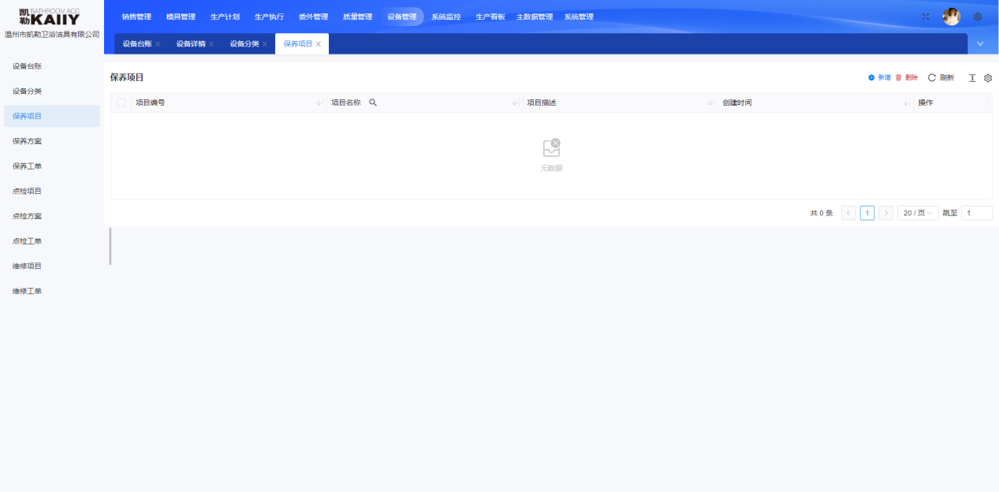 凯勒 BATHROOV ACC. KAIIY
温州市凯勒卫浴洁具有限公司
销售管理 模具管理 生产计划 生产执行 委外管理 质量管理 设备管理 系统监控 生产看板 主数据管理 系统管理
设备台账 设备详情 设备分类 保养项目
设备台账
设备分类
保养项目
保养方案
保养工单
点检项目
点检方案
点检工单
维修项目
维修工单
保养项目
新增 删除 刷新
项目编号 项目名称 项目描述 创建时间 操作
无数据
共 0 条 1 20 / 页 跳至 1